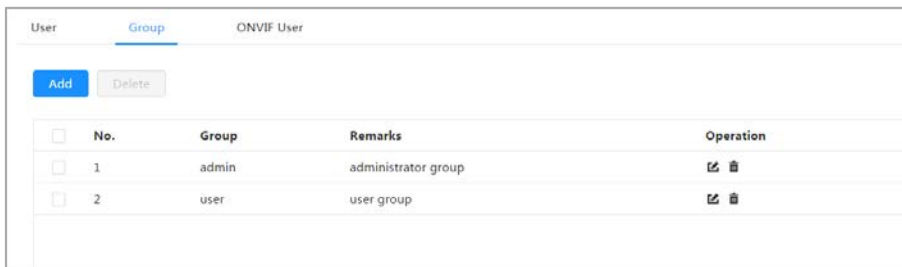 User Group ONVIF User
Add Delete
No. Group Remarks Operation
1 admin administrator group
2 user user group